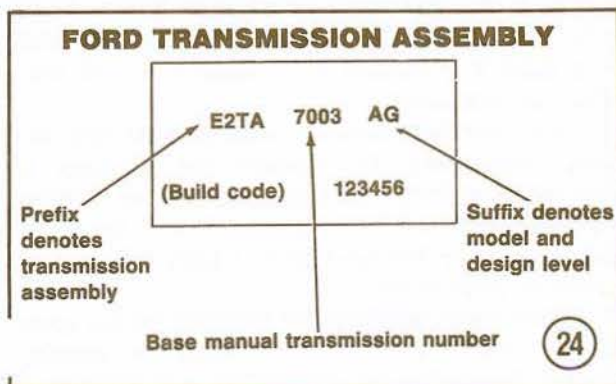 FORD TRANSMISSION ASSEMBLY
E2TA 7003 AG
(Build code) 123456
Prefix
denotes
transmission
assembly
Suffix denotes
model and
design level
Base manual transmission number
24